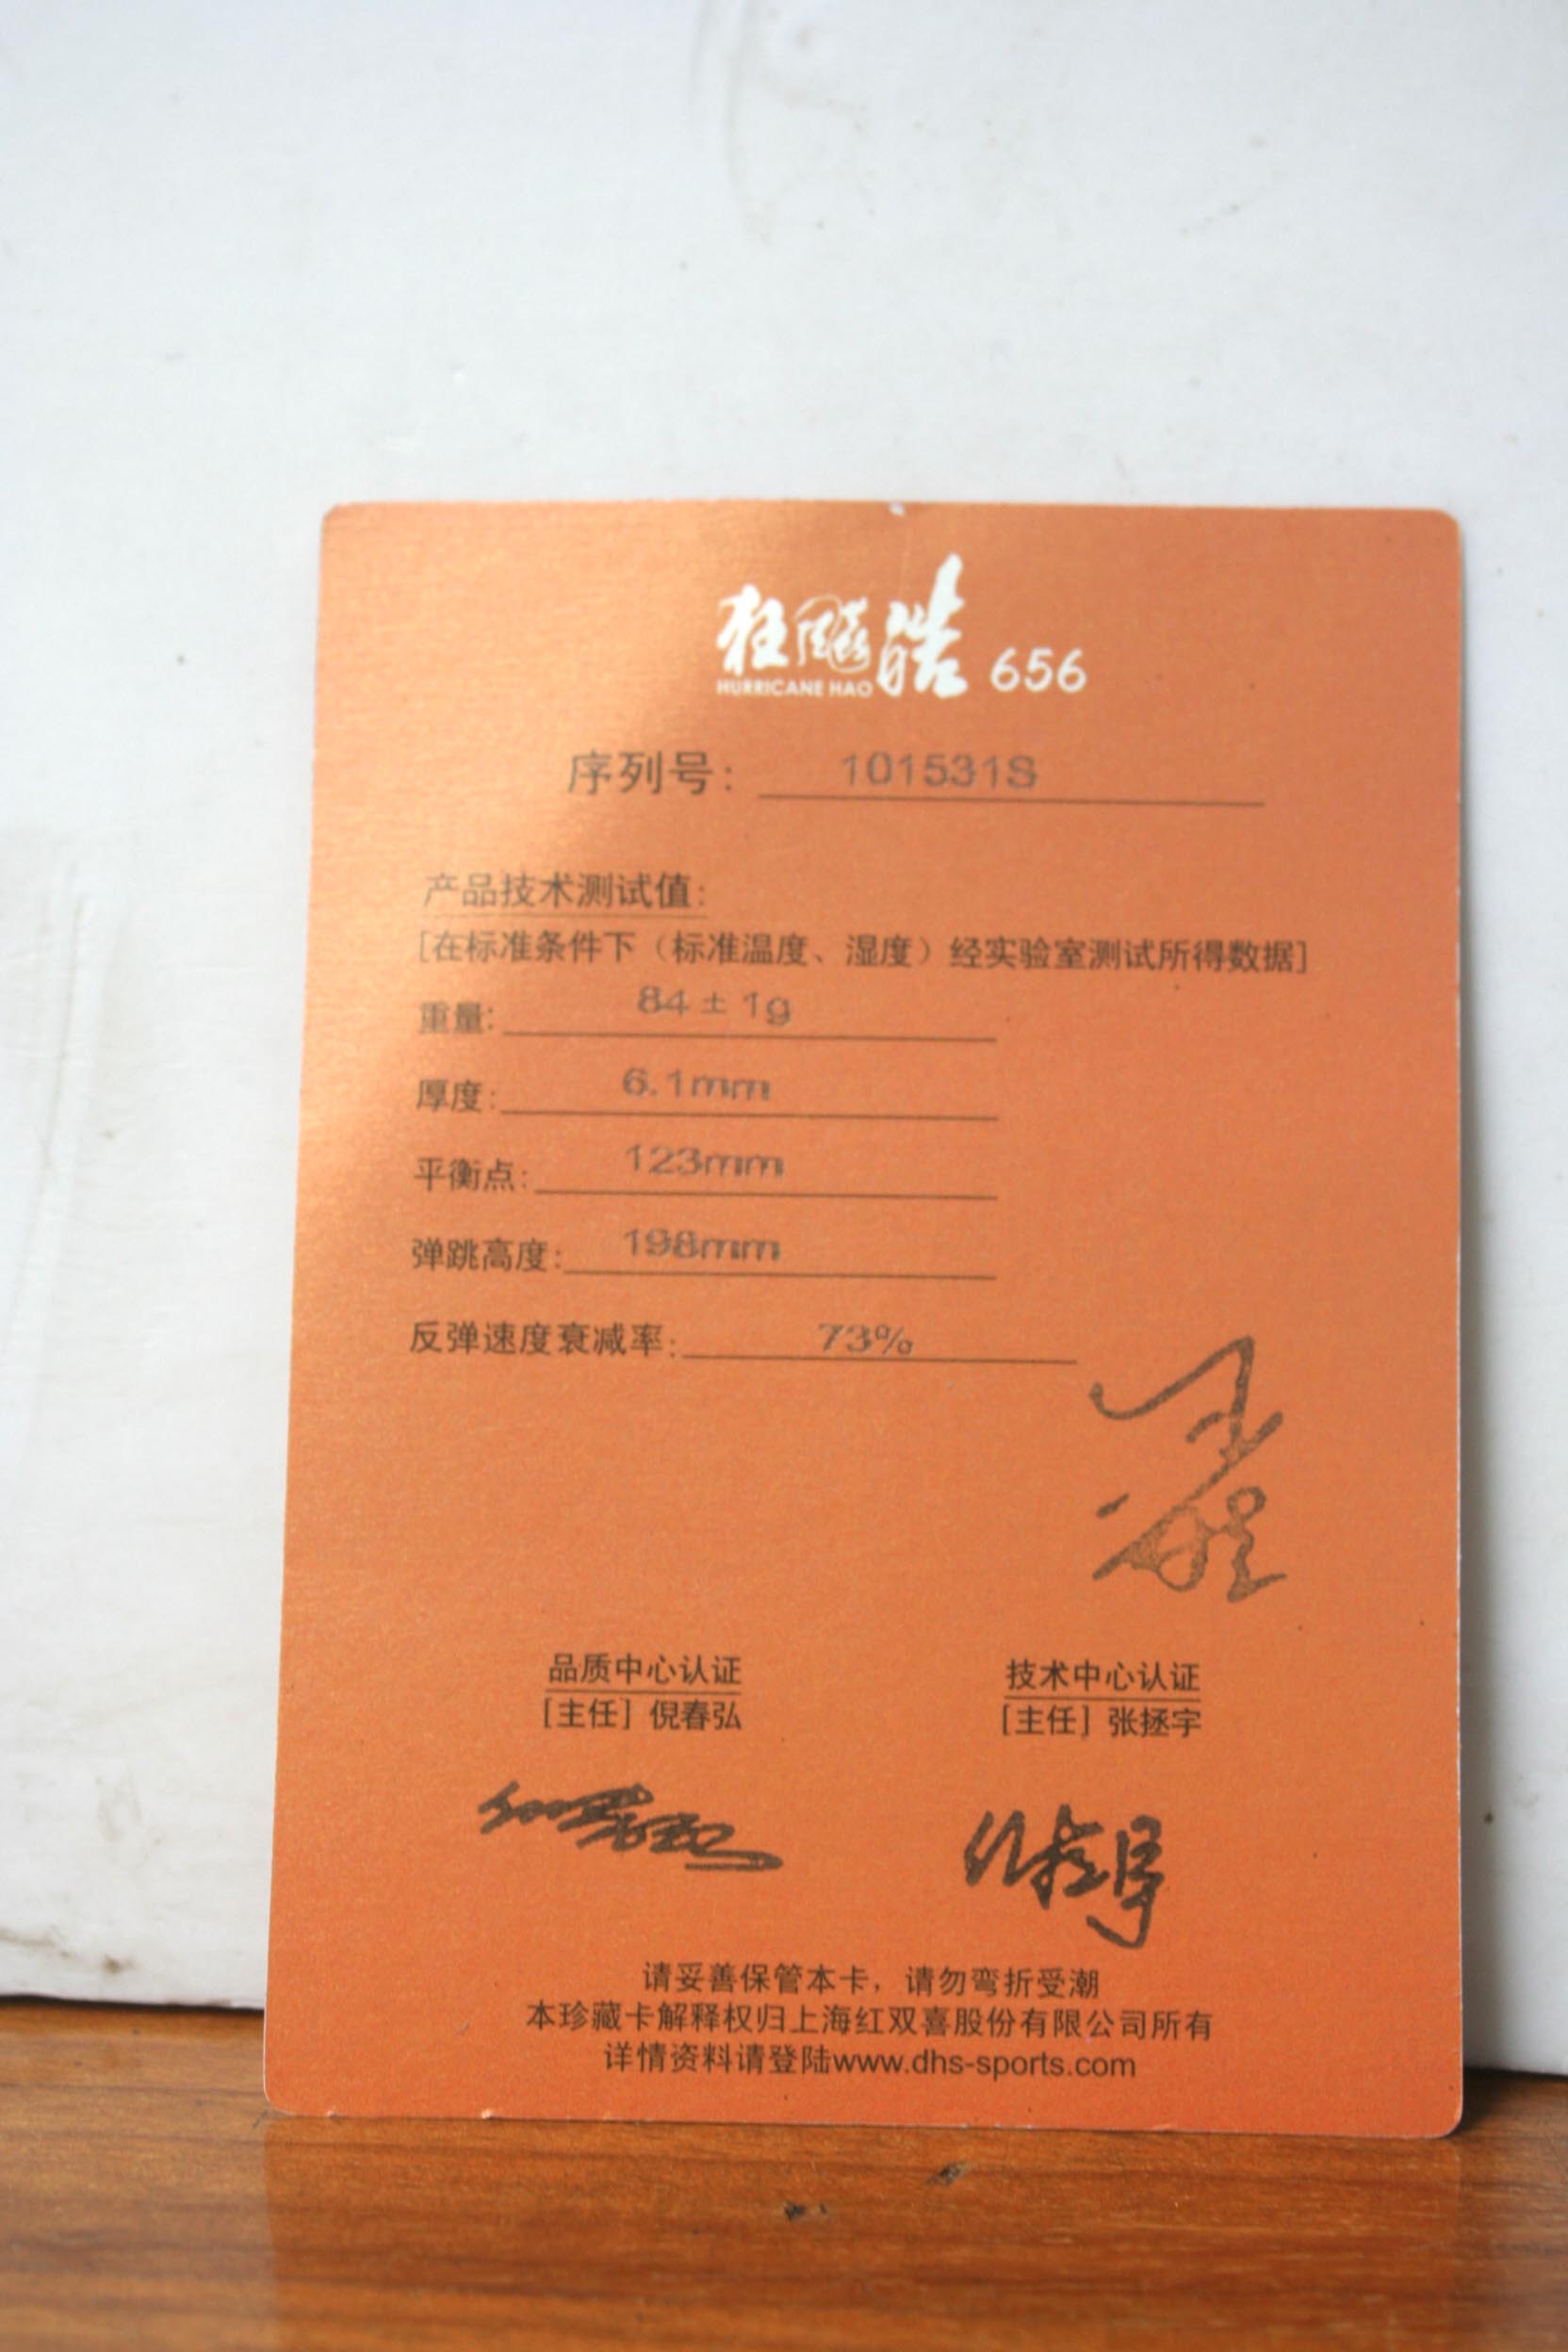 狂飚浩 656
HURRICANE HAO
序列号: 101531S
产品技术测试值:
[在标准条件下（标准温度、湿度）经实验室测试所得数据]
重量: 84±1g
厚度: 6.1mm
平衡点: 123mm
弹跳高度: 198mm
反弹速度衰减率: 73%
品质中心认证 技术中心认证
[主任] 倪春弘 [主任] 张拯宇
请妥善保管本卡，请勿弯折受潮
本珍藏卡解释权归上海红双喜股份有限公司所有
详情资料请登陆www.dhs-sports.com